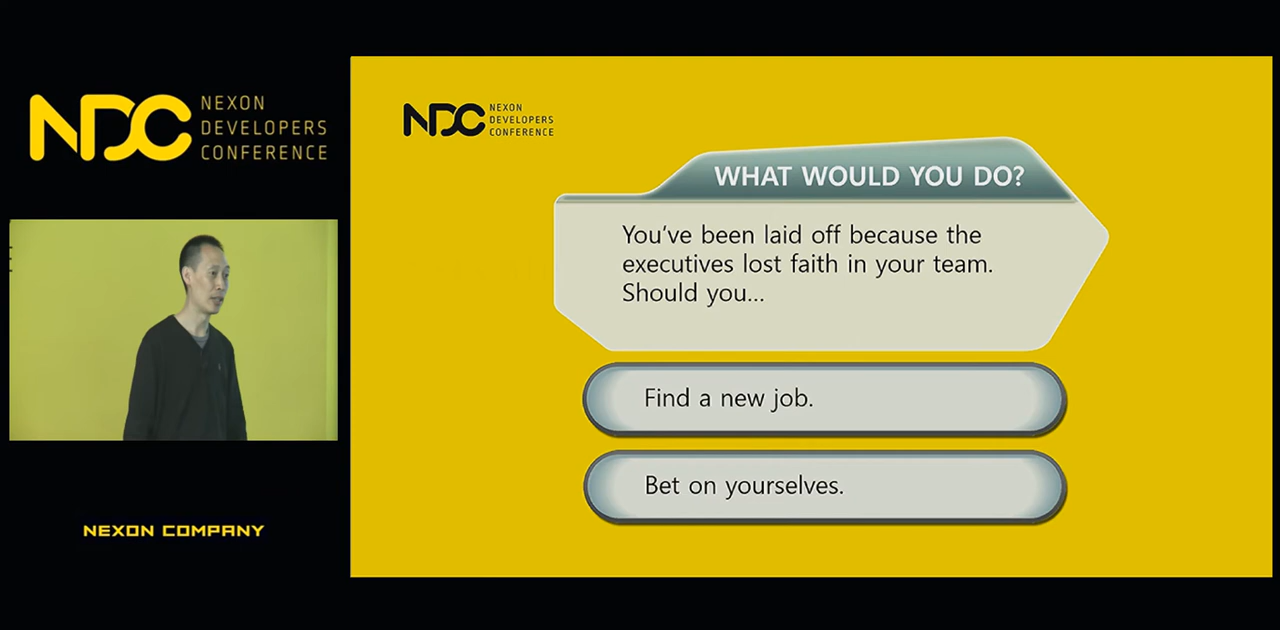 NDC NEXON
DEVELOPERS
CONFERENCE
NDC NEXON
DEVELOPERS
CONFERENCE
WHAT WOULD YOU DO?
You've been laid off because the
executives lost faith in your team.
Should you...
Find a new job.
Bet on yourselves.
NEXON COMPANY